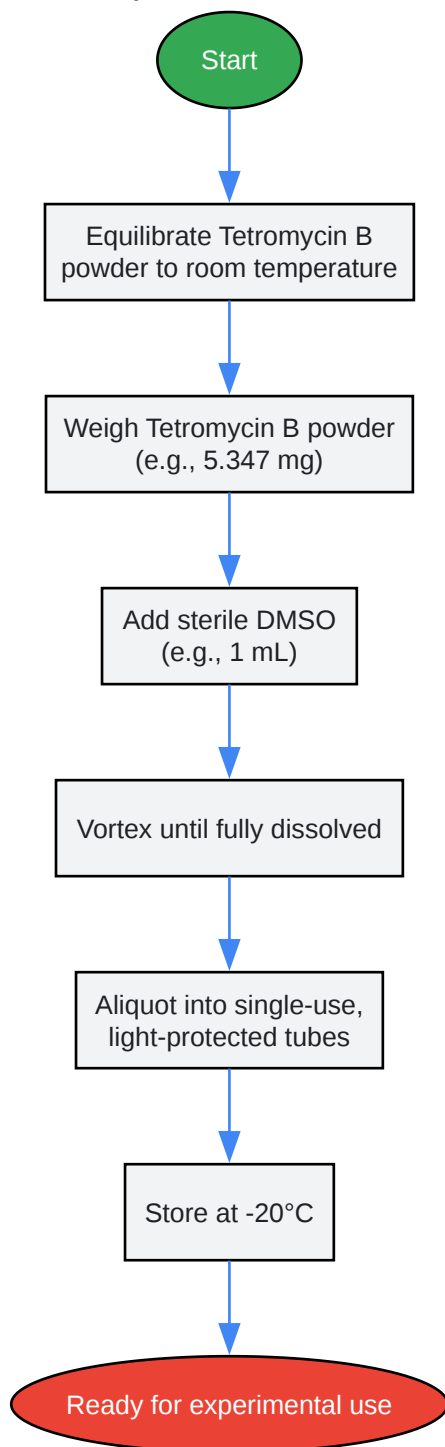 Start
Equilibrate Tetromycin B
powder to room temperature
Weigh Tetromycin B powder
(e.g., 5.347 mg)
Add sterile DMSO
(e.g., 1 mL)
Vortex until fully dissolved
Aliquot into single-use,
light-protected tubes
Store at -20°C
Ready for experimental use